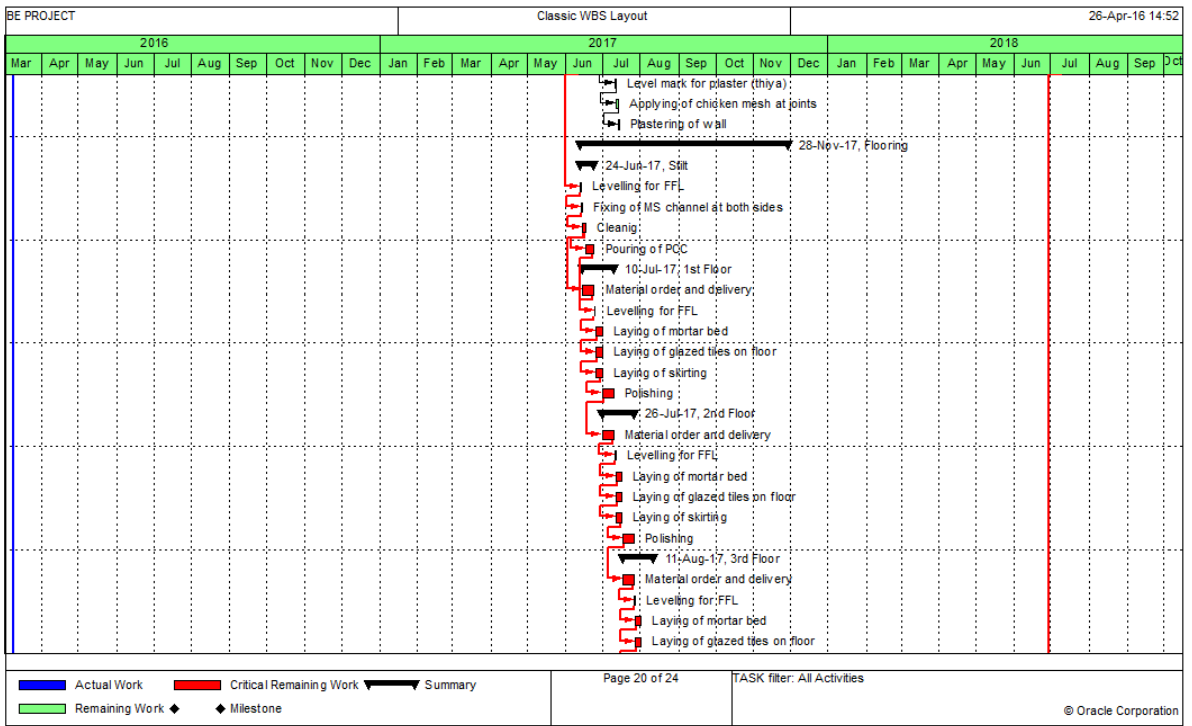 BE PROJECT Classic WBS Layout 26-Apr-16 14:52
2016 2017 2018
Mar Apr May Jun Jul Aug Sep Oct Nov Dec Jan Feb Mar Apr May Jun Jul Aug Sep Oct Nov Dec Jan Feb Mar Apr May Jun Jul Aug Sep Oct
Level mark for plaster (thiya)
Applying of chicken mesh at joints
Plastering of wall
28-Nov-17, Flooring
24-Jun-17, Stilt
Levelling for FFL
Fixing of MS channel at both sides
Cleanig
Pouring of PCC
10-Jul-17, 1st Floor
Material order and delivery
Levelling for FFL
Laying of mortar bed
Laying of glazed tiles on floor
Laying of skirting
Polishing
26-Jul-17, 2nd Floor
Material order and delivery
Levelling for FFL
Laying of mortar bed
Laying of glazed tiles on floor
Laying of skirting
Polishing
11-Aug-17, 3rd Floor
Material order and delivery
Levelling for FFL
Laying of mortar bed
Laying of glazed tiles on floor
Actual Work Critical Remaining Work Summary Page 20 of 24 TASK filter: All Activities
Remaining Work Milestone © Oracle Corporation